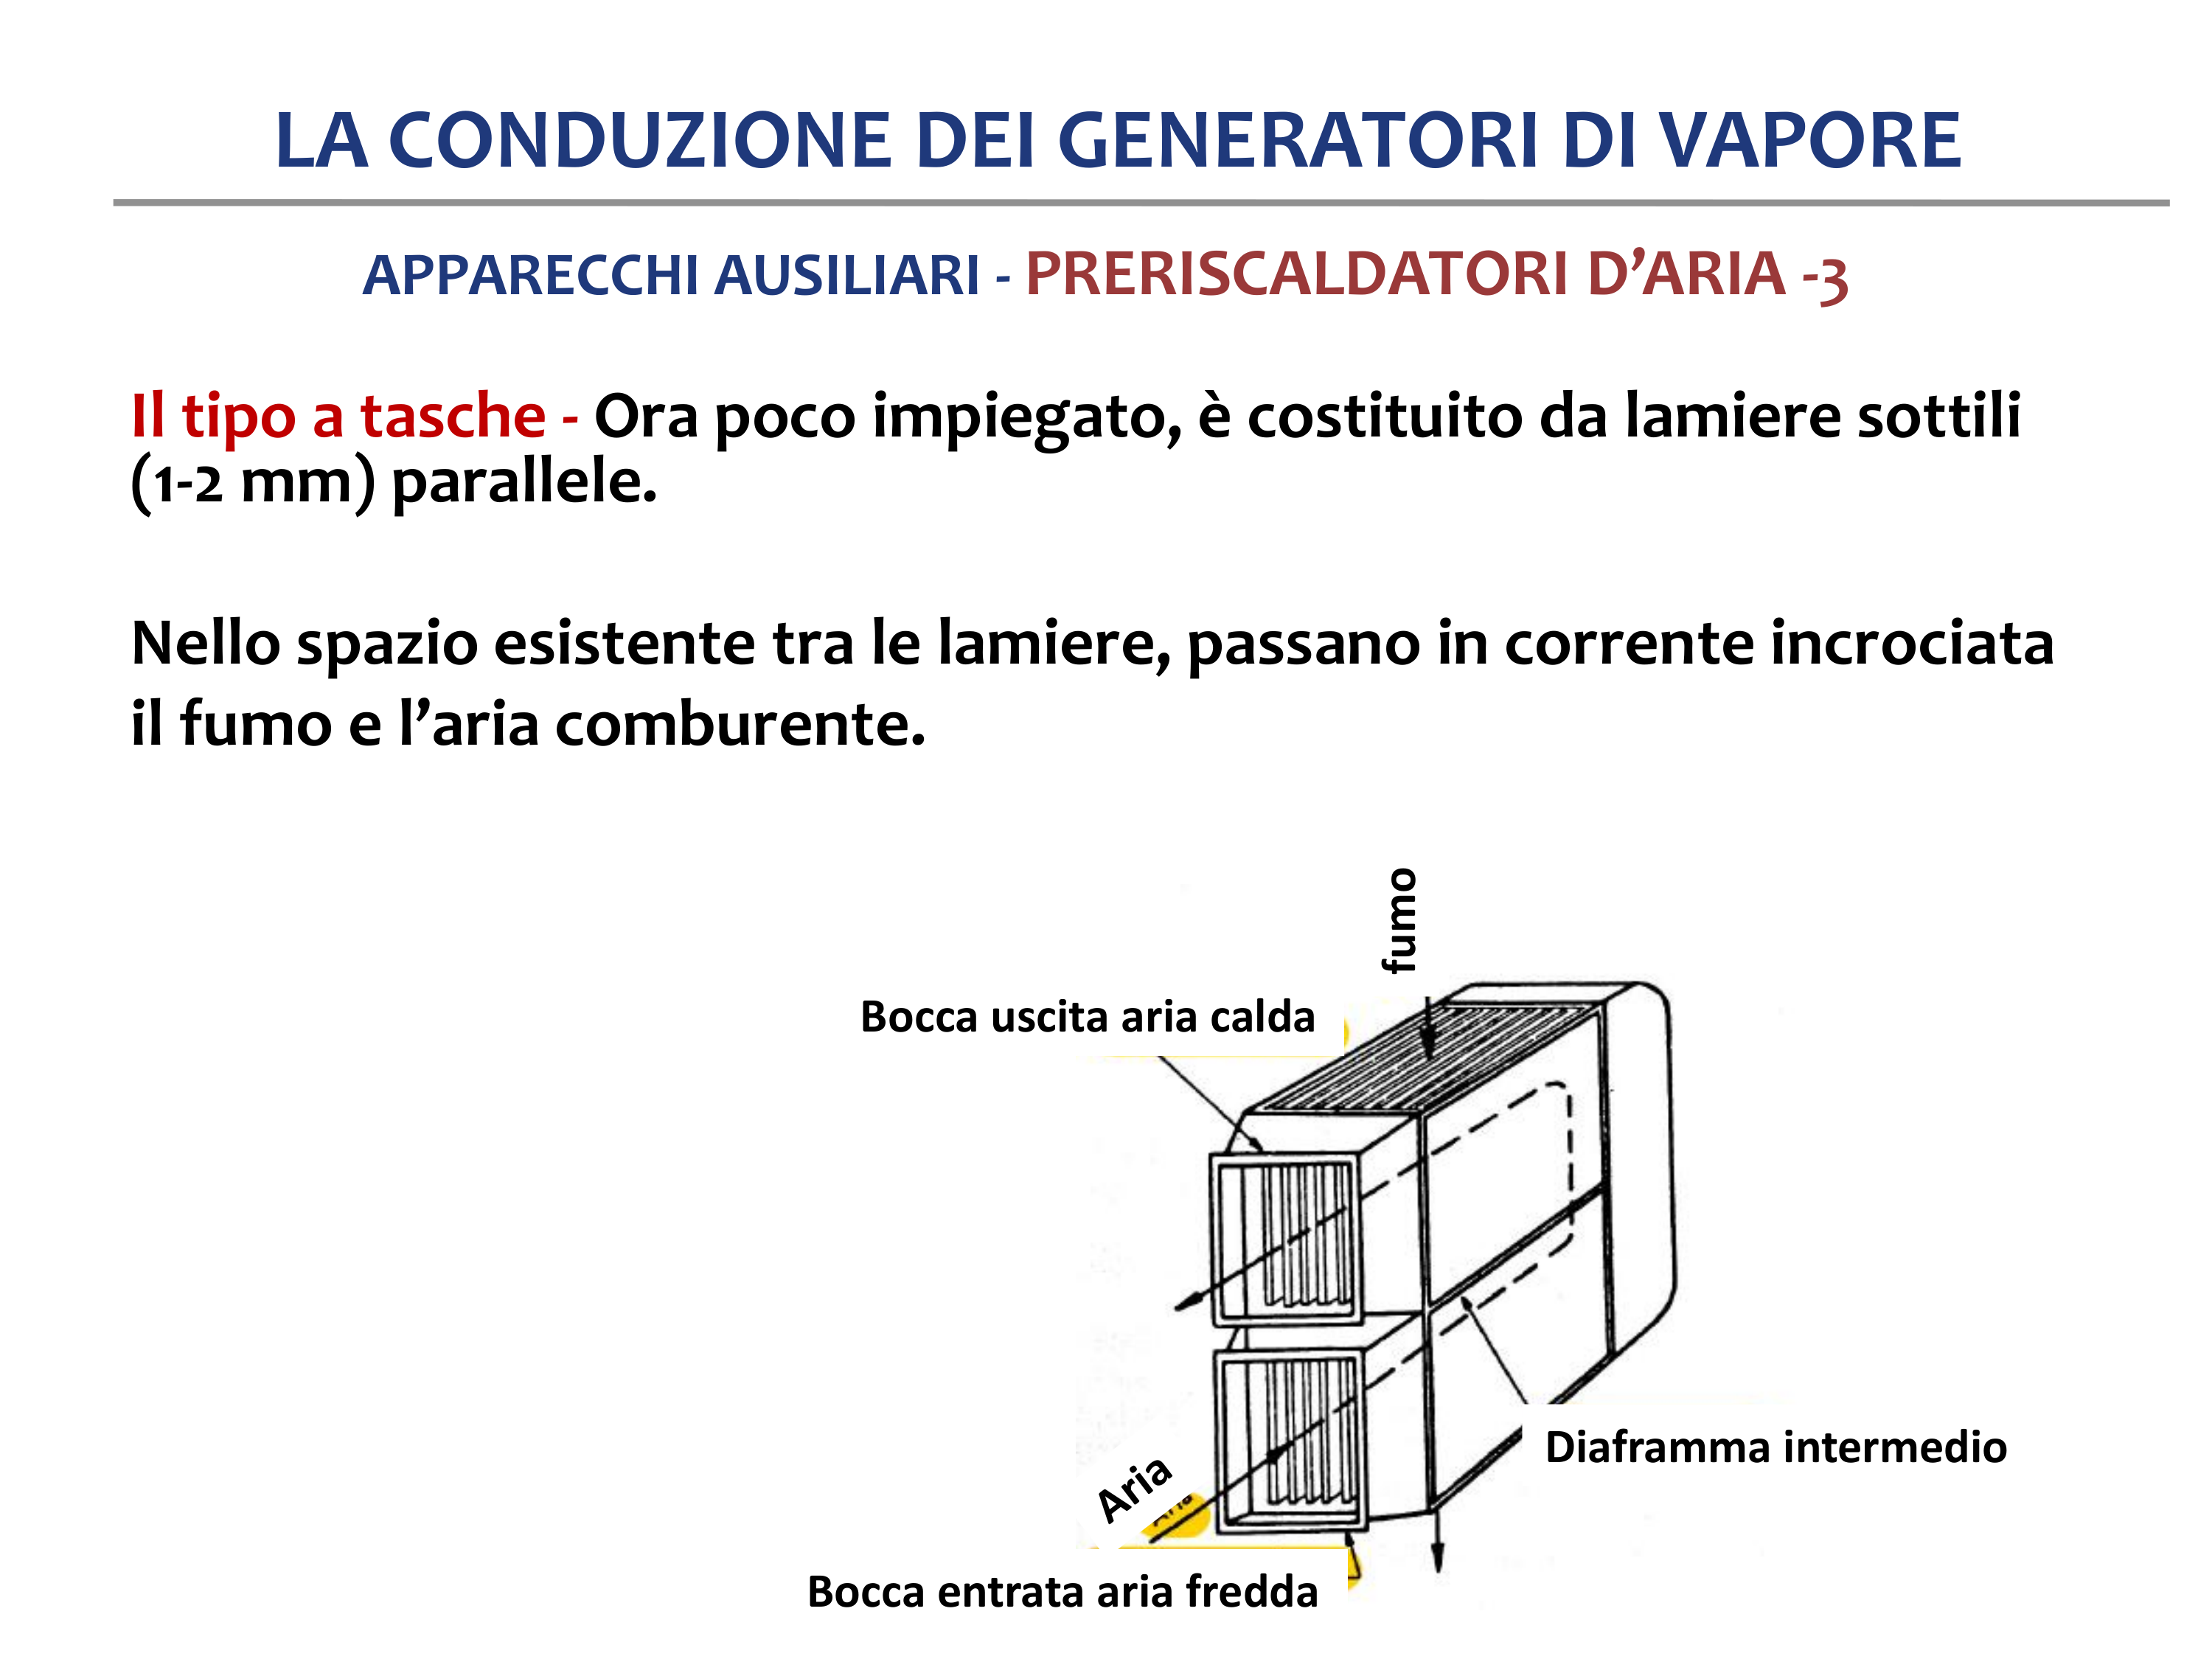 LA CONDUZIONE DEI GENERATORI DI VAPORE
APPARECCHI AUSILIARI - PRERISCALDATORI D’ARIA -3
Il tipo a tasche - Ora poco impiegato, è costituito da lamiere sottili
(1-2 mm) parallele.
Nello spazio esistente tra le lamiere, passano in corrente incrociata
il fumo e l’aria comburente.
fumo
Bocca uscita aria calda
Diaframma intermedio
Aria
Bocca entrata aria fredda